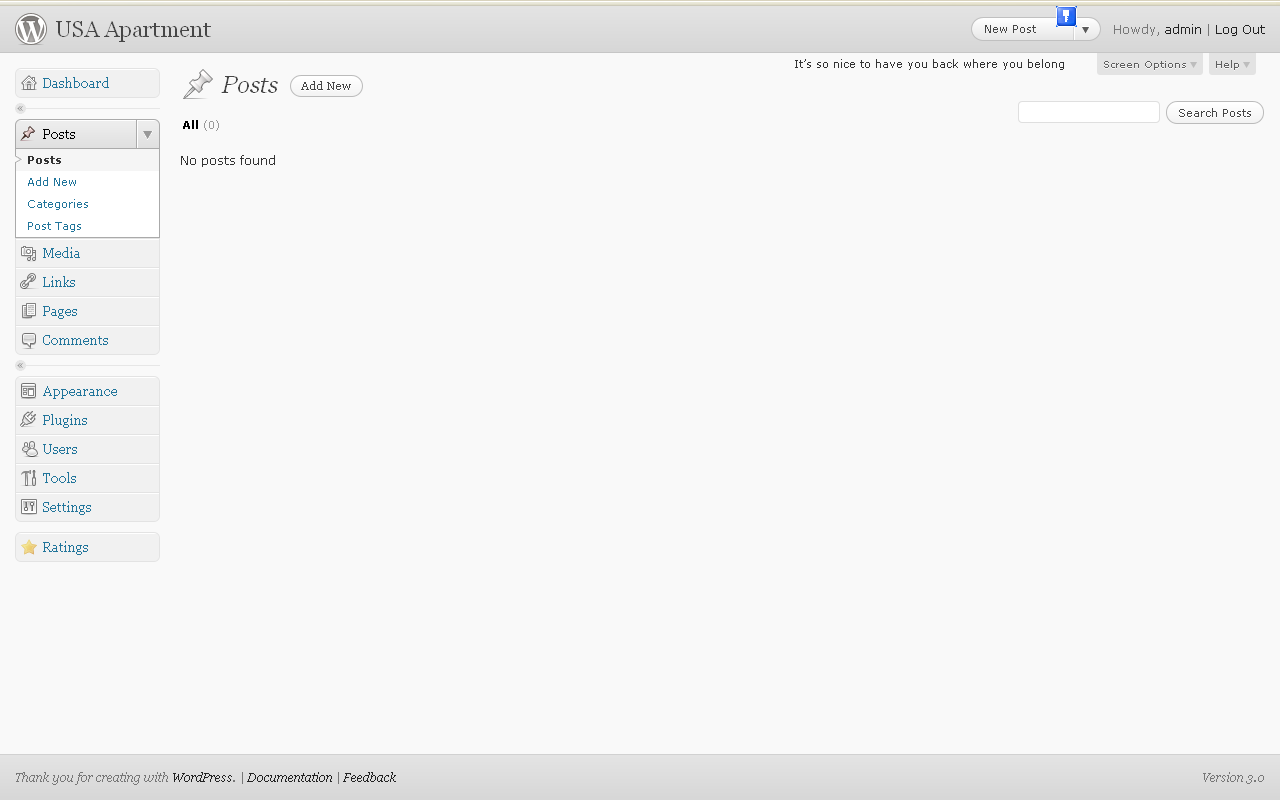 USA Apartment
New Post
Howdy, admin | Log Out
It's so nice to have you back where you belong
Screen Options
Help
Dashboard
Posts
Posts
Add New
Categories
Post Tags
Media
Links
Pages
Comments
Appearance
Plugins
Users
Tools
Settings
Ratings
Posts
Add New
All (0)
Search Posts
No posts found
Thank you for creating with WordPress. | Documentation | Feedback
Version 3.0